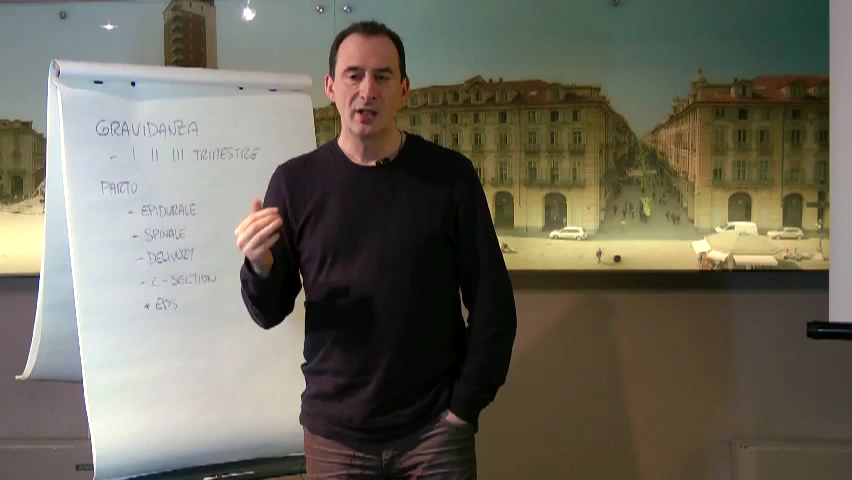 GRAVIDANZA
- I II III TRIMESTRE
PARTO
- EPIDURALE
- SPINALE
- DELIVERY
- C-SECTION
* EDS